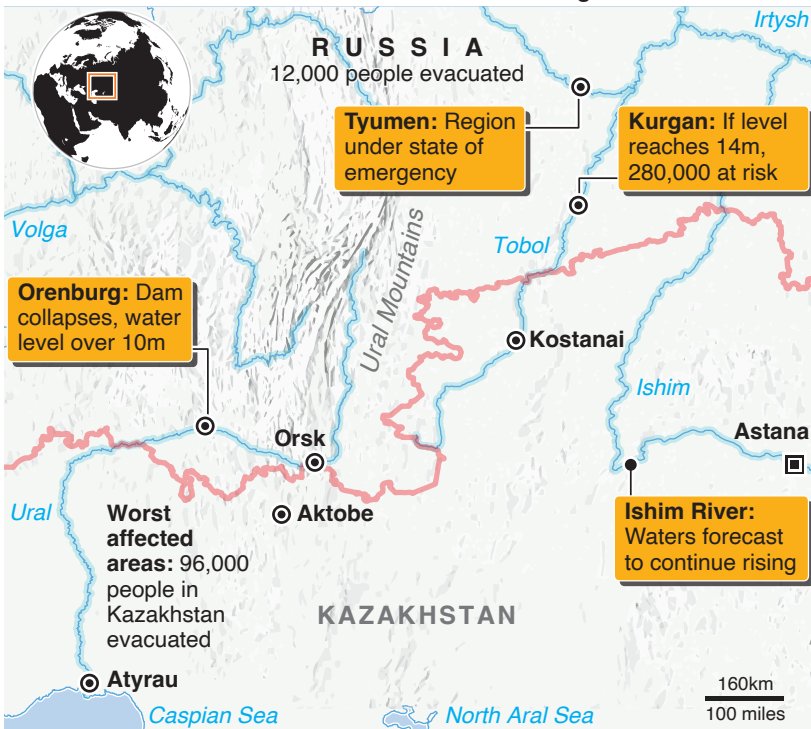 Irtysh
RUSSIA
12,000 people evacuated
Tyumen: Region
under state of
emergency
Kurgan: If level
reaches 14m,
280,000 at risk
Volga
Tobol
Ural Mountains
Orenburg: Dam
collapses, water
level over 10m
Kostanai
Ishim
Orsk
Astana
Ural
Worst
affected
areas: 96,000
people in
Kazakhstan
evacuated
Aktobe
Ishim River:
Waters forecast
to continue rising
KAZAKHSTAN
Atyrau
Caspian Sea
North Aral Sea
160km
100 miles